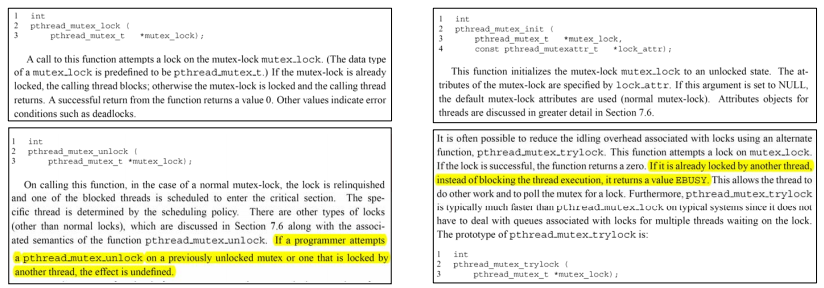 1 int
2 pthread_mutex_lock (
3 pthread_mutex_t *mutex_lock);
A call to this function attempts a lock on the mutex-lock mutex_lock. (The data type
of a mutex_lock is predefined to be pthread_mutex_t.) If the mutex-lock is already
locked, the calling thread blocks; otherwise the mutex-lock is locked and the calling thread
returns. A successful return from the function returns a value 0. Other values indicate error
conditions such as deadlocks.
1 int
2 pthread_mutex_unlock (
3 pthread_mutex_t *mutex_lock);
On calling this function, in the case of a normal mutex-lock, the lock is relinquished
and one of the blocked threads is scheduled to enter the critical section. The spe-
cific thread is determined by the scheduling policy. There are other types of locks
(other than normal locks), which are discussed in Section 7.6 along with the associ-
ated semantics of the function pthread_mutex_unlock. If a programmer attempts
a pthread_mutex_unlock on a previously unlocked mutex or one that is locked by
another thread, the effect is undefined.
1 int
2 pthread_mutex_init (
3 pthread_mutex_t *mutex_lock,
4 const pthread_mutexattr_t *lock_attr);
This function initializes the mutex-lock mutex_lock to an unlocked state. The at-
tributes of the mutex-lock are specified by lock_attr. If this argument is set to NULL,
the default mutex-lock attributes are used (normal mutex-lock). Attributes objects for
threads are discussed in greater detail in Section 7.6.
It is often possible to reduce the idling overhead associated with locks using an alternate
function, pthread_mutex_trylock. This function attempts a lock on mutex_lock.
If the lock is successful, the function returns a zero. If it is already locked by another thread,
instead of blocking the thread execution, it returns a value EBUSY. This allows the thread to
do other work and to poll the mutex for a lock. Furthermore, pthread_mutex_trylock
is typically much faster than pthread_mutex_lock on typical systems since it does not
have to deal with queues associated with locks for multiple threads waiting on the lock.
The prototype of pthread_mutex_trylock is:
1 int
2 pthread_mutex_trylock (
3 pthread_mutex_t *mutex_lock);